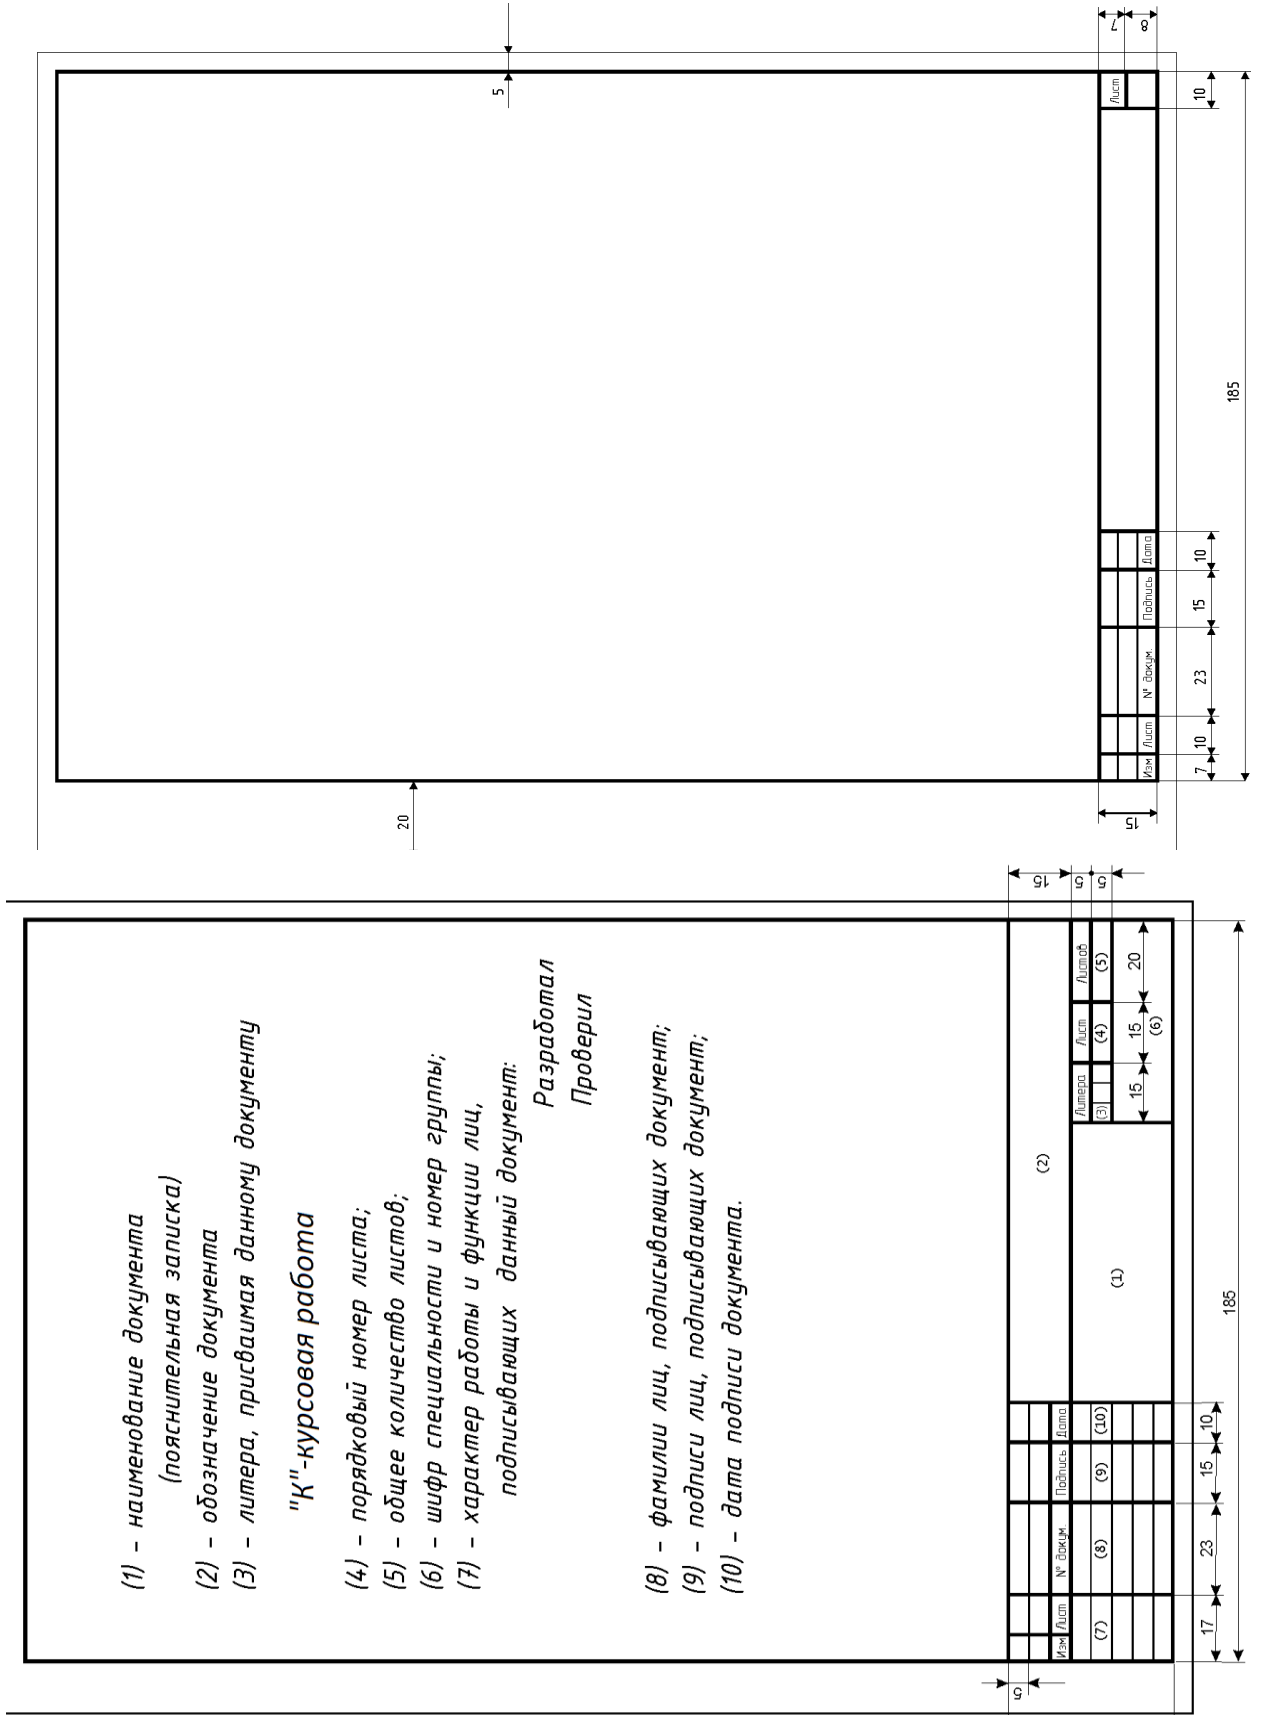 5
7
8
Лист
10
185
Изм
Лист
№ докум.
Подпись
Дата
7
10
23
15
10
15
20
(1) – наименование документа
(пояснительная записка)
(2) – обозначение документа
(3) – литера, присваимая данному документу
"К"-курсовая работа
(4) – порядковый номер листа;
(5) – общее количество листов;
(6) – шифр специальности и номер группы;
(7) – характер работы и функции лиц,
подписывающих данный документ:
Разработал
Проверил
(8) – фамилии лиц, подписывающих документ;
(9) – подписи лиц, подписывающих документ;
(10) – дата подписи документа.
15
5
5
(2)
Литера
Лист
Листов
(3)
(4)
(5)
15
15
20
(6)
(1)
Изм
Лист
№ докум.
Подпись
Дата
(7)
(8)
(9)
(10)
17
23
15
10
185
5